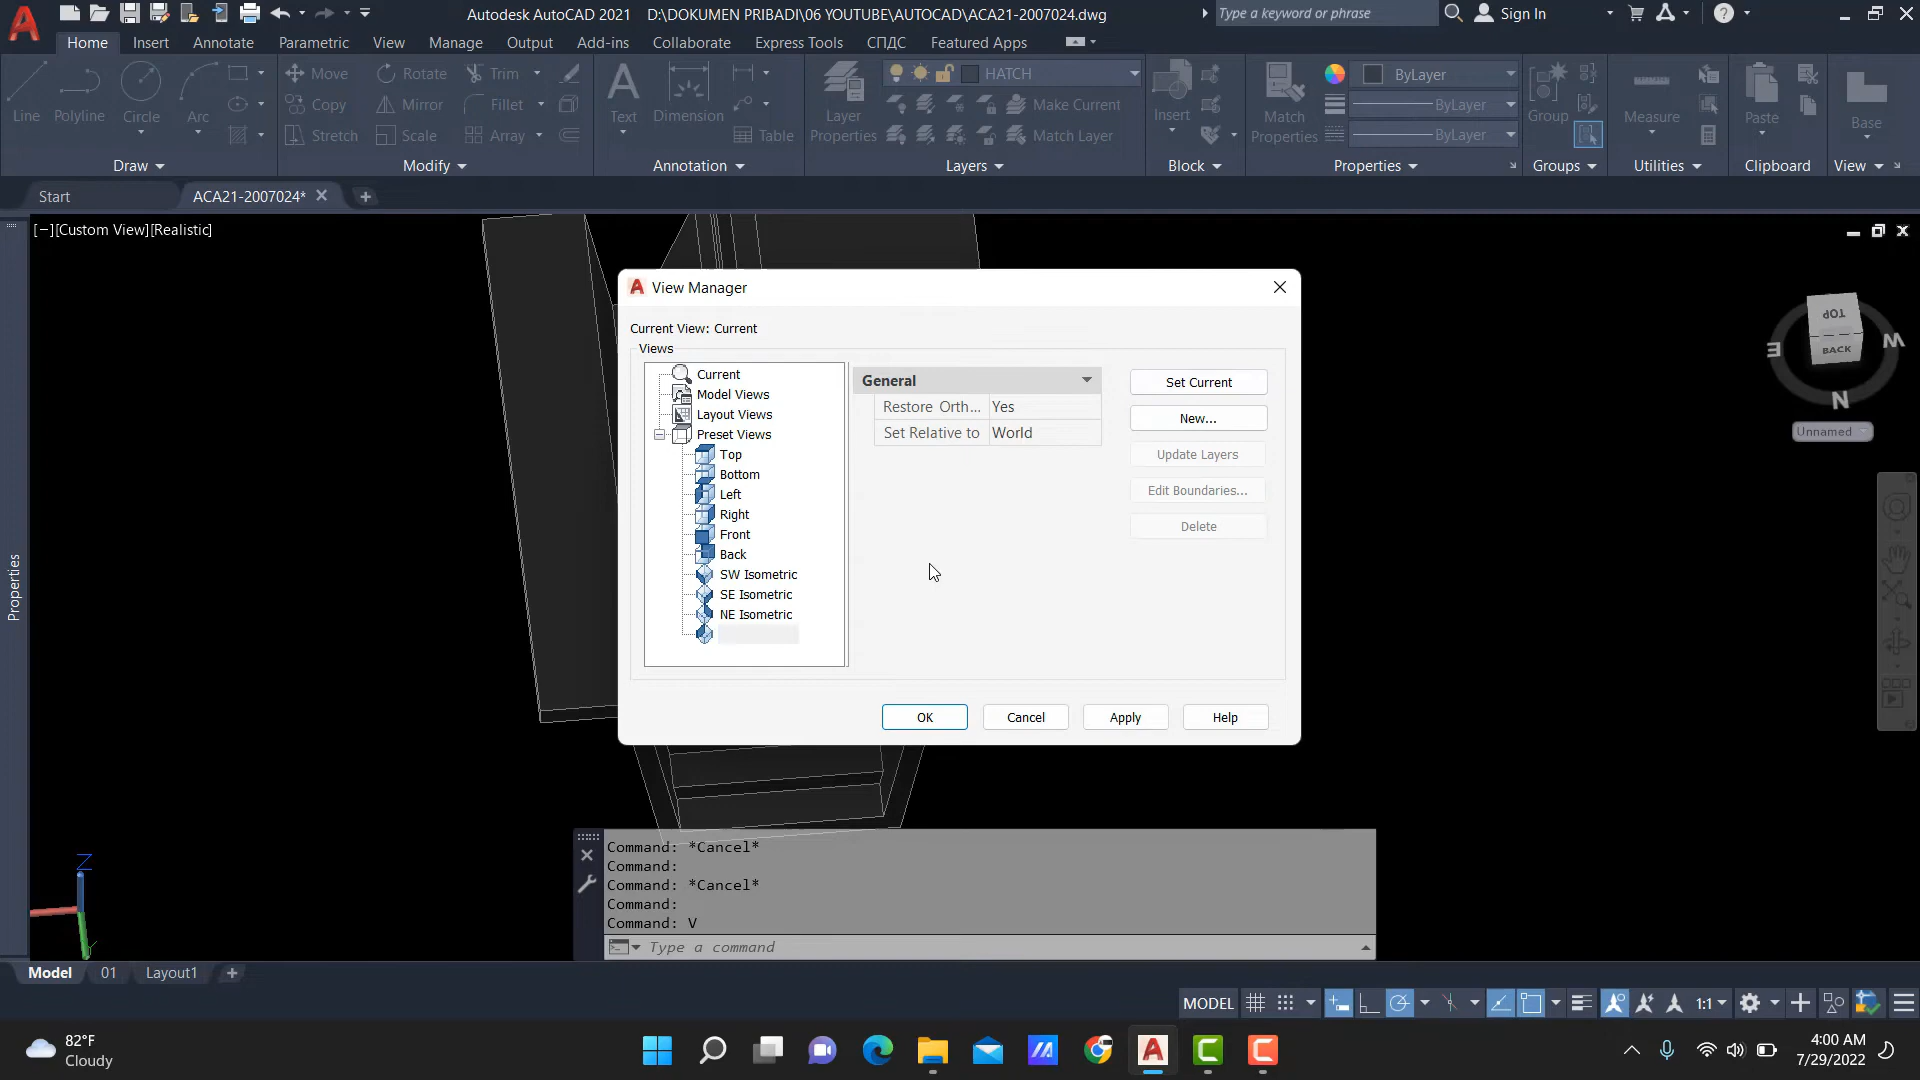 Autodesk AutoCAD 2021 D:\DOKUMEN PRIBADI\06 YOUTUBE\AUTOCAD\ACA21-2007024.dwg
Type a keyword or phrase
Sign In
Home Insert Annotate Parametric View Manage Output Add-ins Collaborate Express Tools СПДС Featured Apps
Line Polyline Circle Arc
Move Rotate Trim
Copy Mirror Fillet
Stretch Scale Array
Text Dimension Table
Layer Properties
HATCH
Make Current
Match Layer
Insert
Match Properties
ByLayer
ByLayer
ByLayer
Group Measure Paste Base
Draw Modify Annotation Layers Block Properties Groups Utilities Clipboard View
Start ACA21-2007024*
[−][Custom View][Realistic]
TOP
BACK
E W
N
Unnamed
Properties
View Manager
Current View: Current
Views
Current
Model Views
Layout Views
Preset Views
Top
Bottom
Left
Right
Front
Back
SW Isometric
SE Isometric
NE Isometric
General
Restore Orth... Yes
Set Relative to World
Set Current
New...
Update Layers
Edit Boundaries...
Delete
OK Cancel Apply Help
Z
Y
Command: *Cancel*
Command:
Command: *Cancel*
Command:
Command: V
Type a command
Model 01 Layout1
MODEL 1:1
82°F
Cloudy
4:00 AM
7/29/2022